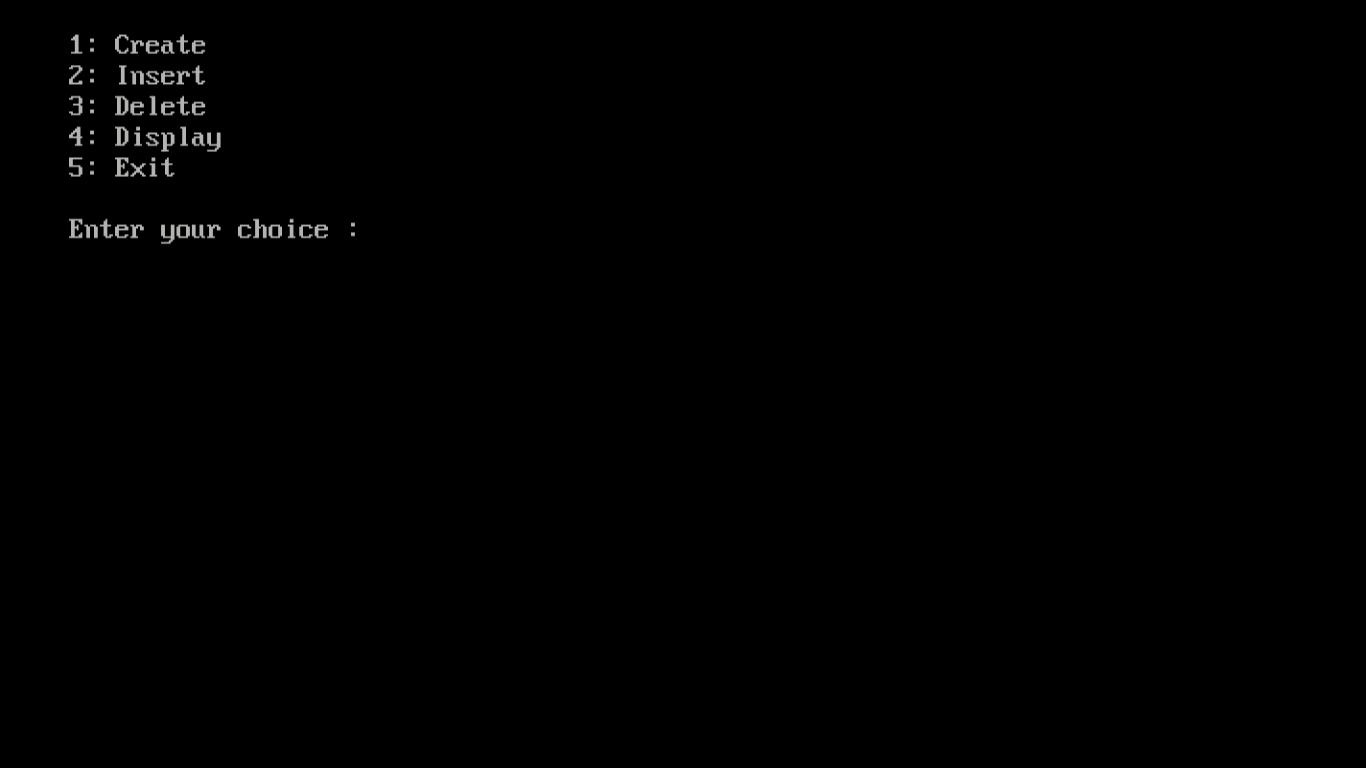 1: Create
2: Insert
3: Delete
4: Display
5: Exit
Enter your choice :